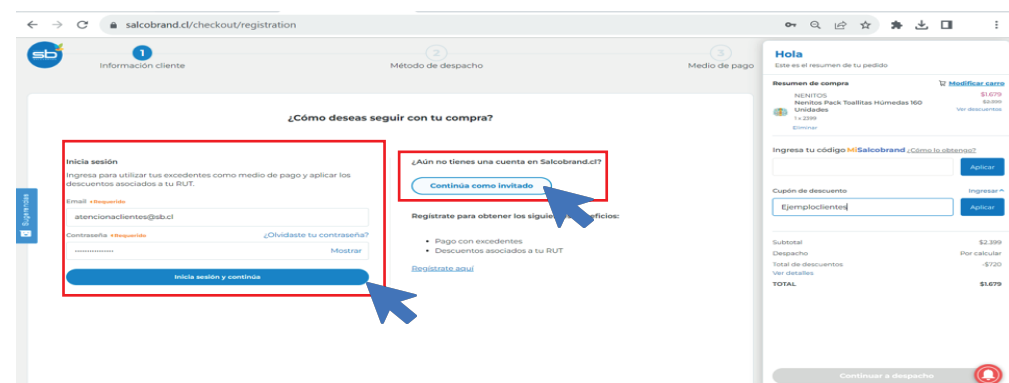 salcobrand.cl/checkout/registration
sb
1
Información cliente
2
Método de despacho
3
Medio de pago
¿Cómo deseas seguir con tu compra?
Inicia sesión
Ingresa para utilizar tus excedentes como medio de pago y aplicar los
descuentos asociados a tu RUT.
Email •Requerido
atencionaclientes@sb.cl
Contraseña •Requerido
¿Olvidaste tu contraseña?
Mostrar
Inicia sesión y continúa
¿Aún no tienes una cuenta en Salcobrand.cl?
Continúa como invitado
Regístrate para obtener los siguie eficios:
• Pago con excedentes
• Descuentos asociados a tu RUT
Regístrate aquí
Sugerencias
Hola
Este es el resumen de tu pedido
Resumen de compra
Modificar carro
NENITOS
$1.679
Nenitos Pack Toallitas Húmedas 160
$2.399
Unidades
Ver descuentos
1 x 2399
Eliminar
Ingresa tu código MiSalcobrand ¿Cómo lo obtengo?
Aplicar
Cupón de descuento
Ingresar
Ejemploclientes
Aplicar
Subtotal
$2.399
Despacho
Por calcular
Total de descuentos
-$720
Ver detalles
TOTAL
$1.679
Continuar a despacho